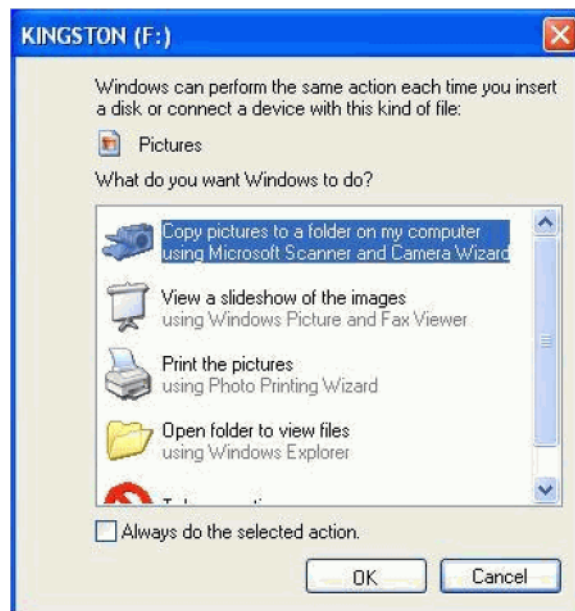 KINGSTON (F:)
Windows can perform the same action each time you insert
a disk or connect a device with this kind of file:
Pictures
What do you want Windows to do?
Copy pictures to a folder on my computer
using Microsoft Scanner and Camera Wizard
View a slideshow of the images
using Windows Picture and Fax Viewer
Print the pictures
using Photo Printing Wizard
Open folder to view files
using Windows Explorer
Always do the selected action.
OK
Cancel